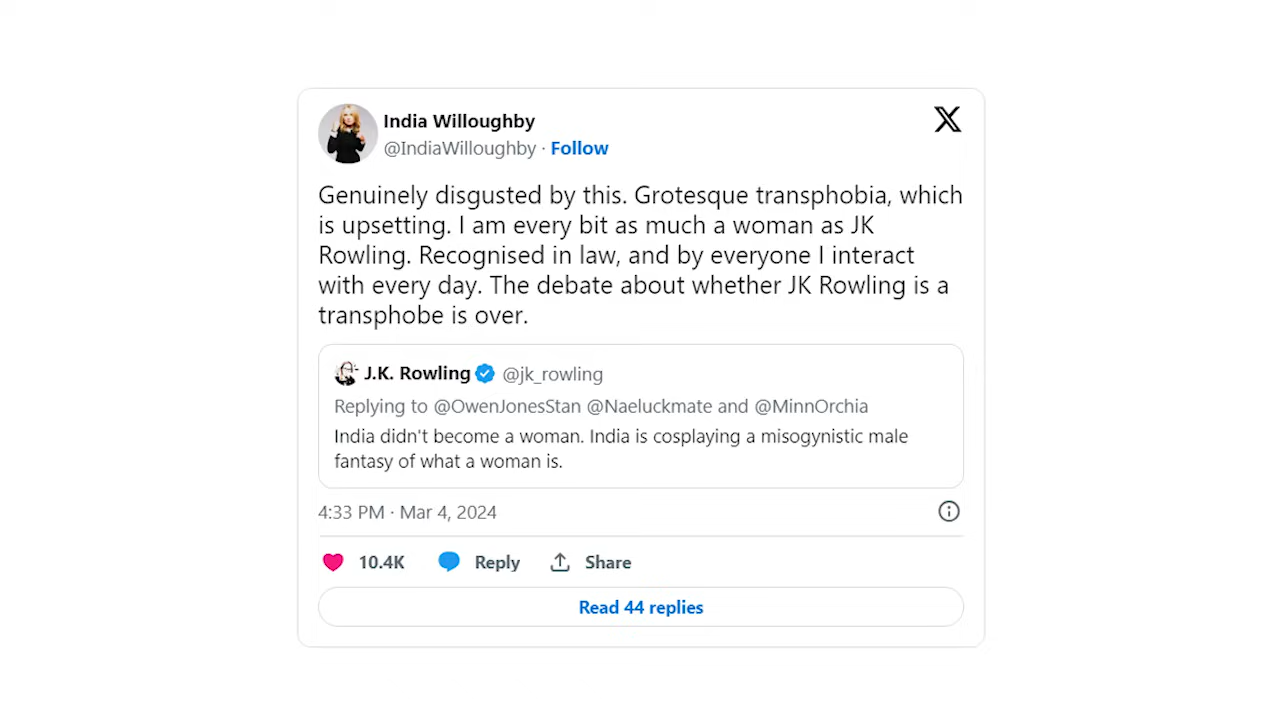 India Willoughby
@IndiaWilloughby · Follow
Genuinely disgusted by this. Grotesque transphobia, which
is upsetting. I am every bit as much a woman as JK
Rowling. Recognised in law, and by everyone I interact
with every day. The debate about whether JK Rowling is a
transphobe is over.
J.K. Rowling @jk_rowling
Replying to @OwenJonesStan @Naeluckmate and @MinnOrchia
India didn't become a woman. India is cosplaying a misogynistic male
fantasy of what a woman is.
4:33 PM · Mar 4, 2024
10.4K Reply Share
Read 44 replies